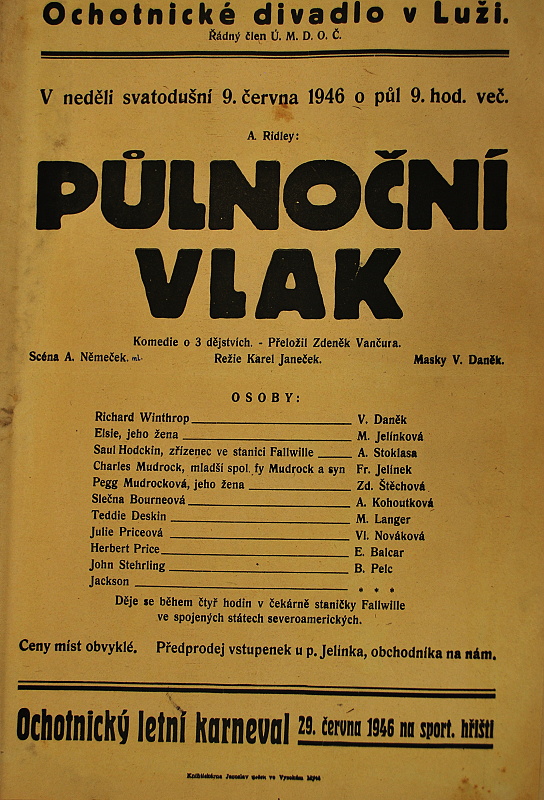 Ochotnické divadlo v Luži.
Řádný člen Ú. M. D. O. Č.
V neděli svatodušní 9. června 1946 o půl 9. hod. več.
A. Ridley:
PŮLNOČNÍ
VLAK
Komedie o 3 dějstvích. - Přeložil Zdeněk Vančura.
Scéna A. Němeček. ml. Režie Karel Janeček. Masky V. Daněk.
OSOBY:
Richard Winthrop V. Daněk
Elsie, jeho žena M. Jelínková
Saul Hodckin, zřízenec ve stanici Fallwille A. Stoklasa
Charles Mudrock, mladší spol. fy Mudrock a syn Fr. Jelínek
Pegg Mudrocková, jeho žena Zd. Štěchová
Slečna Bourneová A. Kohoutková
Teddie Deskin M. Langer
Julie Priceová Vl. Nováková
Herbert Price E. Balcar
John Stehrling B. Pelc
Jackson * * *
Děje se během čtyř hodin v čekárně staničky Fallwille
ve spojených státech severoamerických.
Ceny míst obvyklé. Předprodej vstupenek u p. Jelínka, obchodníka na nám.
Ochotnický letní karneval 29. června 1946 na sport. hřišti
Knihtiskárna Jaroslav ve Vysokém Mýtě